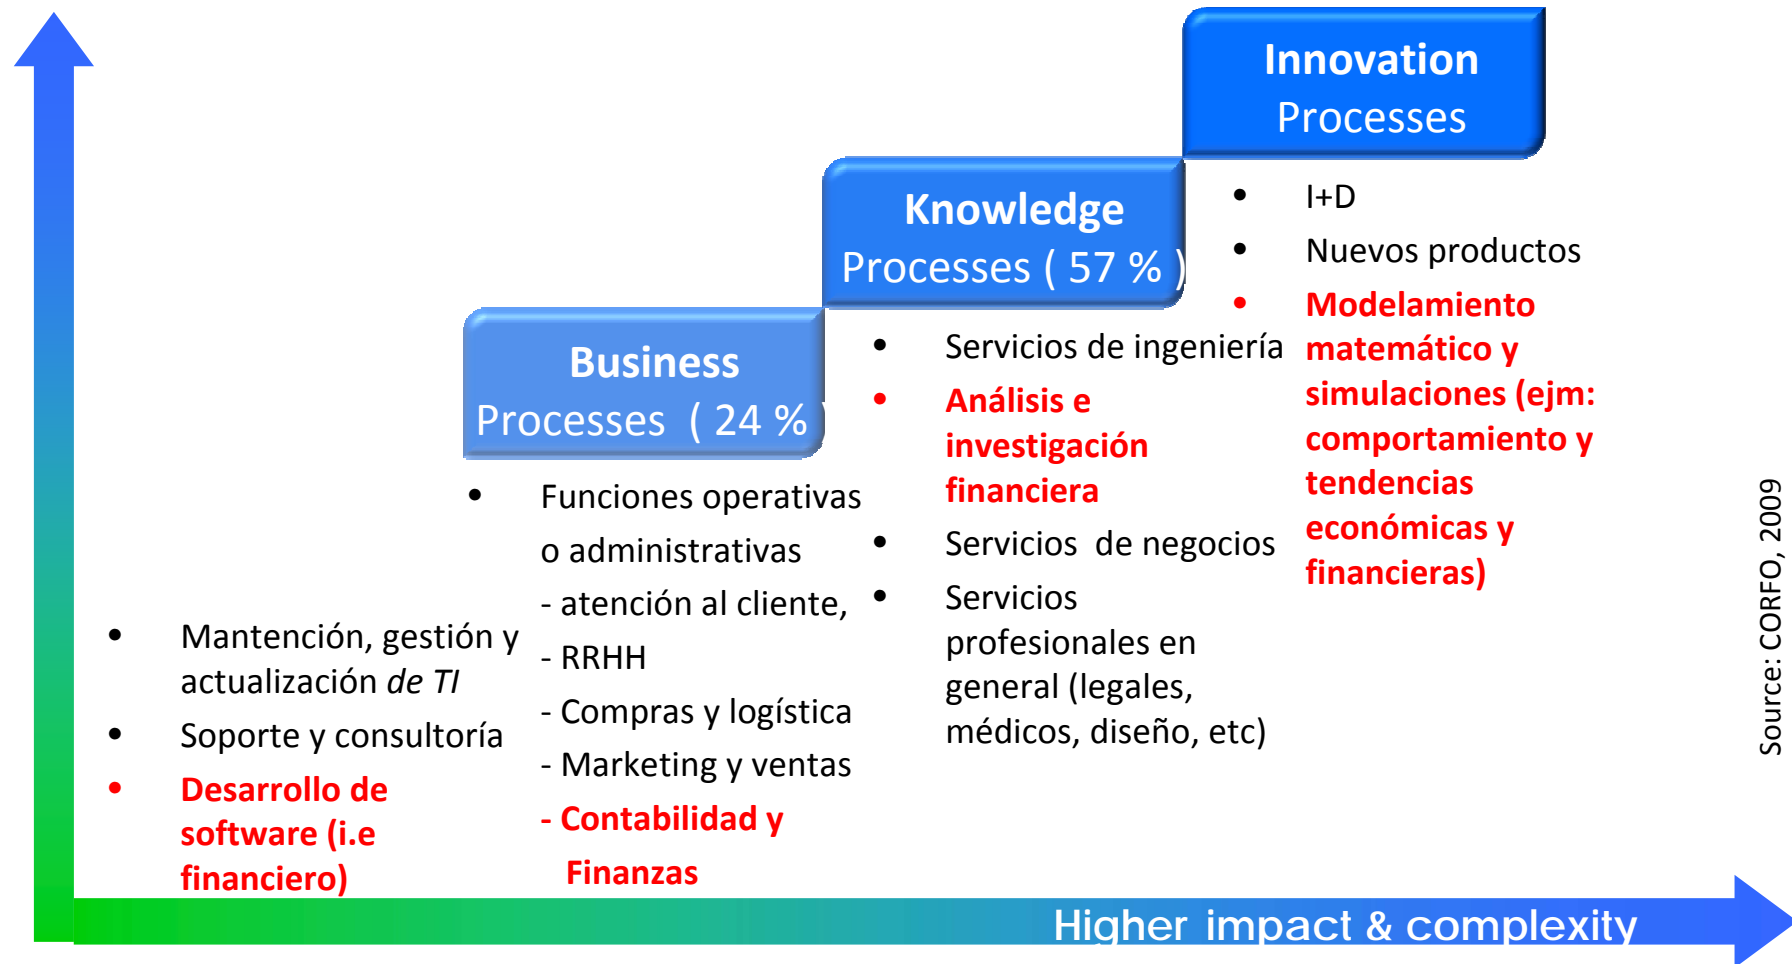 Innovation
Processes
• I+D
• Nuevos productos
• Modelamiento
matemático y
simulaciones (ejm:
comportamiento y
tendencias
económicas y
financieras)
Knowledge
Processes ( 57 % )
• Servicios de ingeniería
• Análisis e
investigación
financiera
• Servicios de negocios
• Servicios
profesionales en
general (legales,
médicos, diseño, etc)
Business
Processes ( 24 % )
• Funciones operativas
o administrativas
- atención al cliente,
- RRHH
- Compras y logística
- Marketing y ventas
- Contabilidad y
Finanzas
• Mantención, gestión y
actualización de TI
• Soporte y consultoría
• Desarrollo de
software (i.e
financiero)
Higher impact & complexity
Source: CORFO, 2009